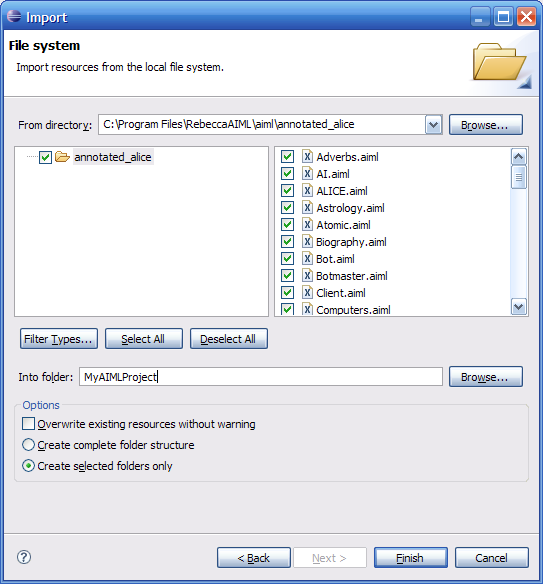 Import
File system
Import resources from the local file system.
From directory: C:\Program Files\RebeccaAIML\aiml\annotated_alice Browse...
annotated_alice
Adverbs.aiml
AI.aiml
ALICE.aiml
Astrology.aiml
Atomic.aiml
Biography.aiml
Bot.aiml
Botmaster.aiml
Client.aiml
Computers.aiml
Filter Types... Select All Deselect All
Into folder: MyAIMLProject Browse...
Options
Overwrite existing resources without warning
Create complete folder structure
Create selected folders only
? < Back Next > Finish Cancel